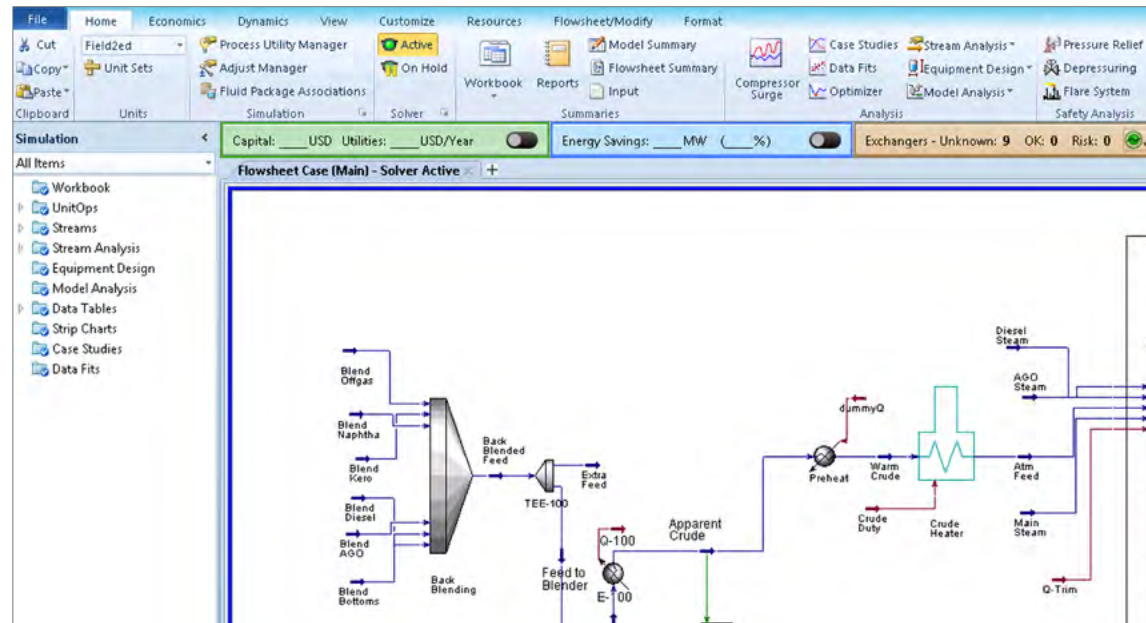 File Home Economics Dynamics View Customize Resources Flowsheet/Modify Format
Cut
Copy
Paste
Clipboard
Field2ed
Unit Sets
Units
Process Utility Manager
Adjust Manager
Fluid Package Associations
Simulation
Active
On Hold
Solver
Workbook
Reports
Model Summary
Flowsheet Summary
Input
Summaries
Compressor
Surge
Case Studies
Data Fits
Optimizer
Stream Analysis
Equipment Design
Model Analysis
Analysis
Pressure Relief
Depressuring
Flare System
Safety Analysis
Simulation
All Items
Workbook
UnitOps
Streams
Stream Analysis
Equipment Design
Model Analysis
Data Tables
Strip Charts
Case Studies
Data Fits
Capital: ____USD Utilities: ____USD/Year
Energy Savings: ___MW (___%)
Exchangers - Unknown: 9 OK: 0 Risk: 0
Flowsheet Case (Main) - Solver Active +
Blend
Offgas
Blend
Naphtha
Blend
Kero
Blend
Diesel
Blend
AGO
Blend
Bottoms
Back
Blending
Back
Blended
Feed
TEE-100
Extra
Feed
Feed to
Blender
Q-100
E-100
Apparent
Crude
dummyQ
Preheat
Warm
Crude
Crude
Duty
Crude
Heater
Diesel
Steam
AGO
Steam
Atm
Feed
Main
Steam
Q-Trim